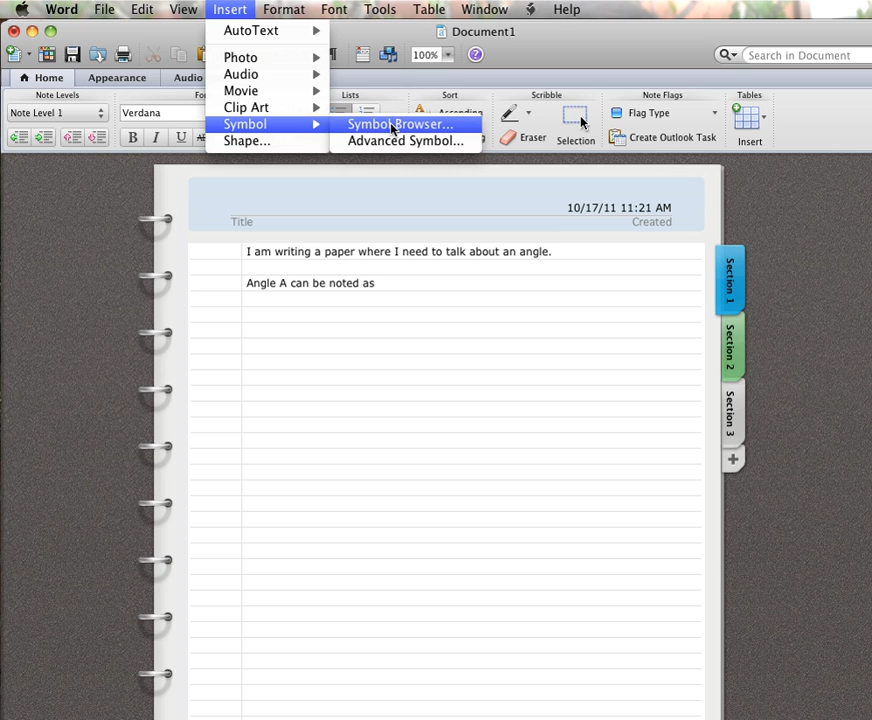 Word File Edit View Insert Format Font Tools Table Window Help
Document1
100% Search in Document
Home Appearance Audio
Note Levels Lists Sort Scribble Note Flags Tables
Note Level 1 Verdana Ascending Flag Type
B I U Eraser Selection Create Outlook Task Insert
AutoText
Photo
Audio
Movie
Clip Art
Symbol Symbol Browser...
Shape... Advanced Symbol...
10/17/11 11:21 AM
Title Created
I am writing a paper where I need to talk about an angle.
Angle A can be noted as
Section 1
Section 2
Section 3